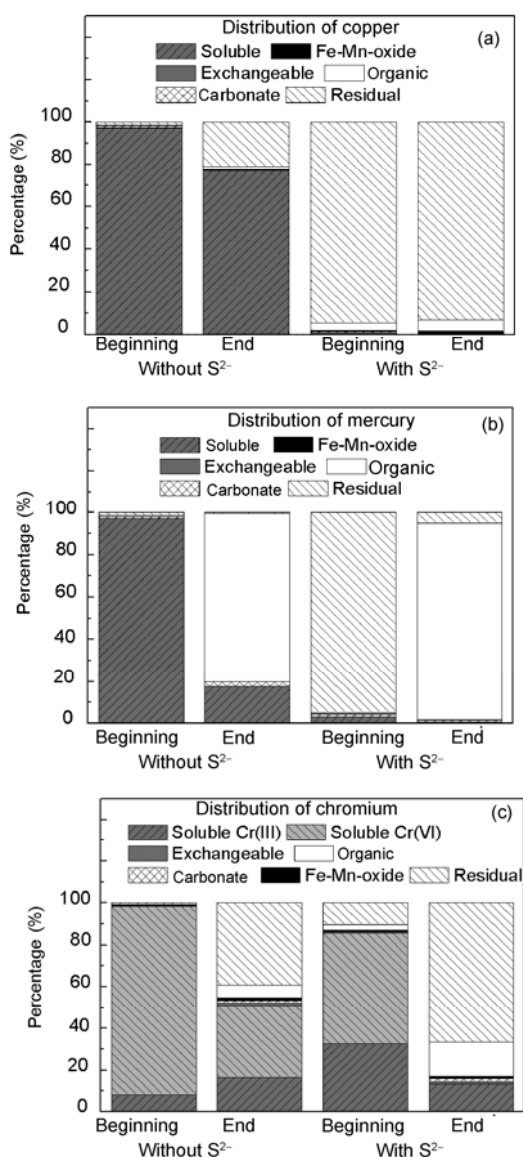 Distribution of copper (a)
Soluble Fe-Mn-oxide
Exchangeable Organic
Carbonate Residual
Percentage (%)
100
80
60
40
20
0
Beginning End Beginning End
Without S²⁻ With S²⁻
Distribution of mercury (b)
Soluble Fe-Mn-oxide
Exchangeable Organic
Carbonate Residual
Percentage (%)
100
80
60
40
20
0
Beginning End Beginning End
Without S²⁻ With S²⁻
Distribution of chromium (c)
Soluble Cr(III) Soluble Cr(VI)
Exchangeable Organic
Carbonate Fe-Mn-oxide Residual
Percentage (%)
100
80
60
40
20
0
Beginning End Beginning End
Without S²⁻ With S²⁻